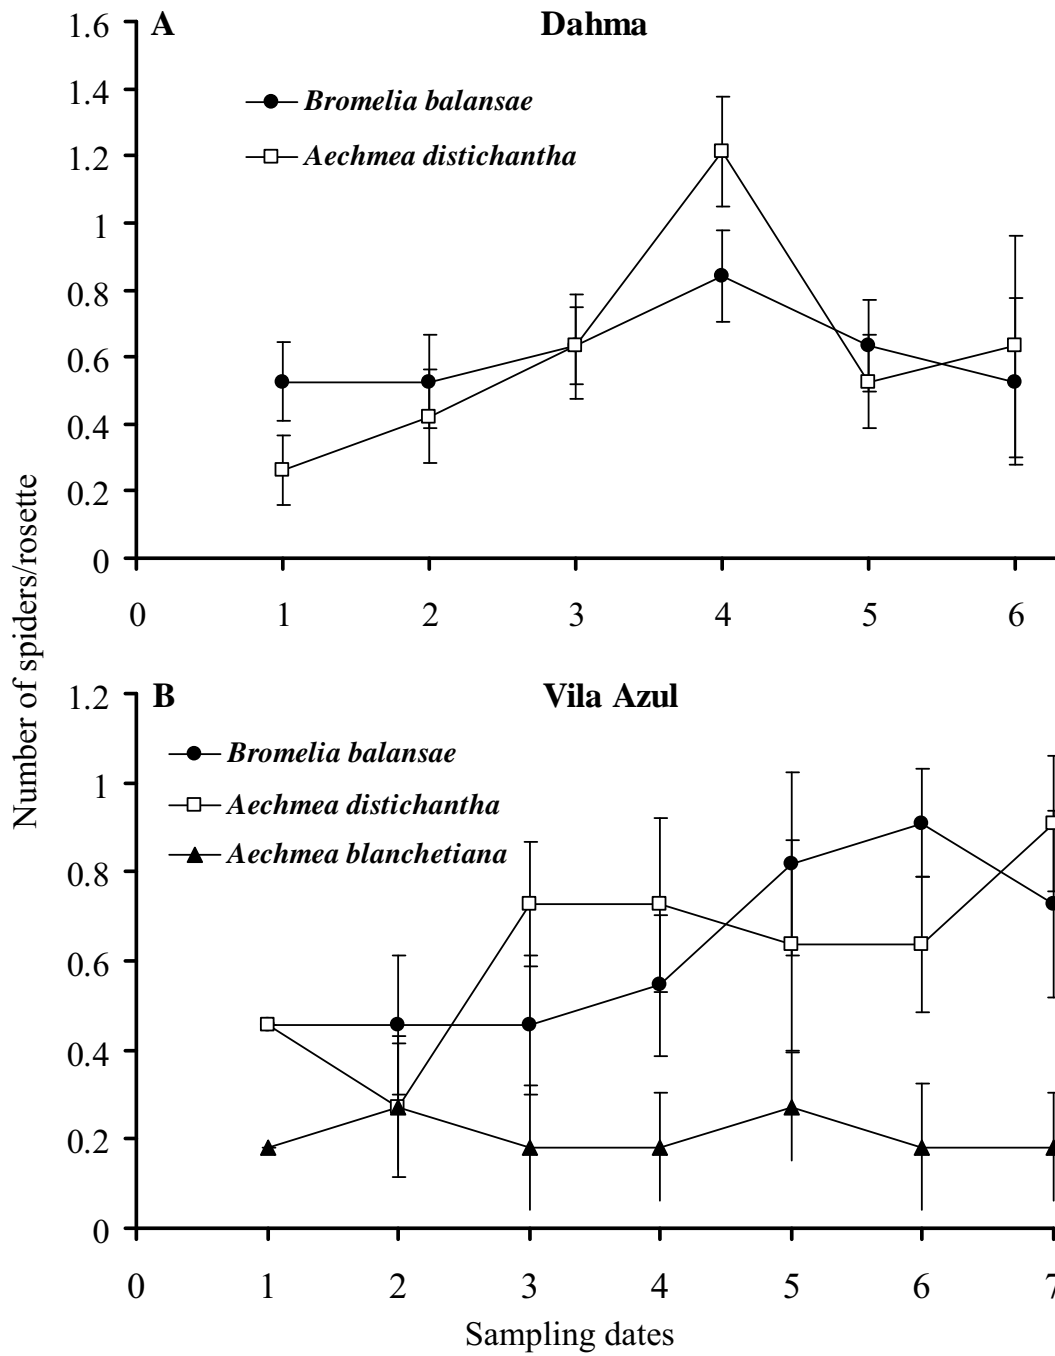 A
Dahma
Bromelia balansae
Aechmea distichantha
1.6
1.4
1.2
1
0.8
0.6
0.4
0.2
0
0 1 2 3 4 5 6
Number of spiders/rosette
B
Vila Azul
Bromelia balansae
Aechmea distichantha
Aechmea blanchetiana
1.2
1
0.8
0.6
0.4
0.2
0
0 1 2 3 4 5 6 7
Sampling dates